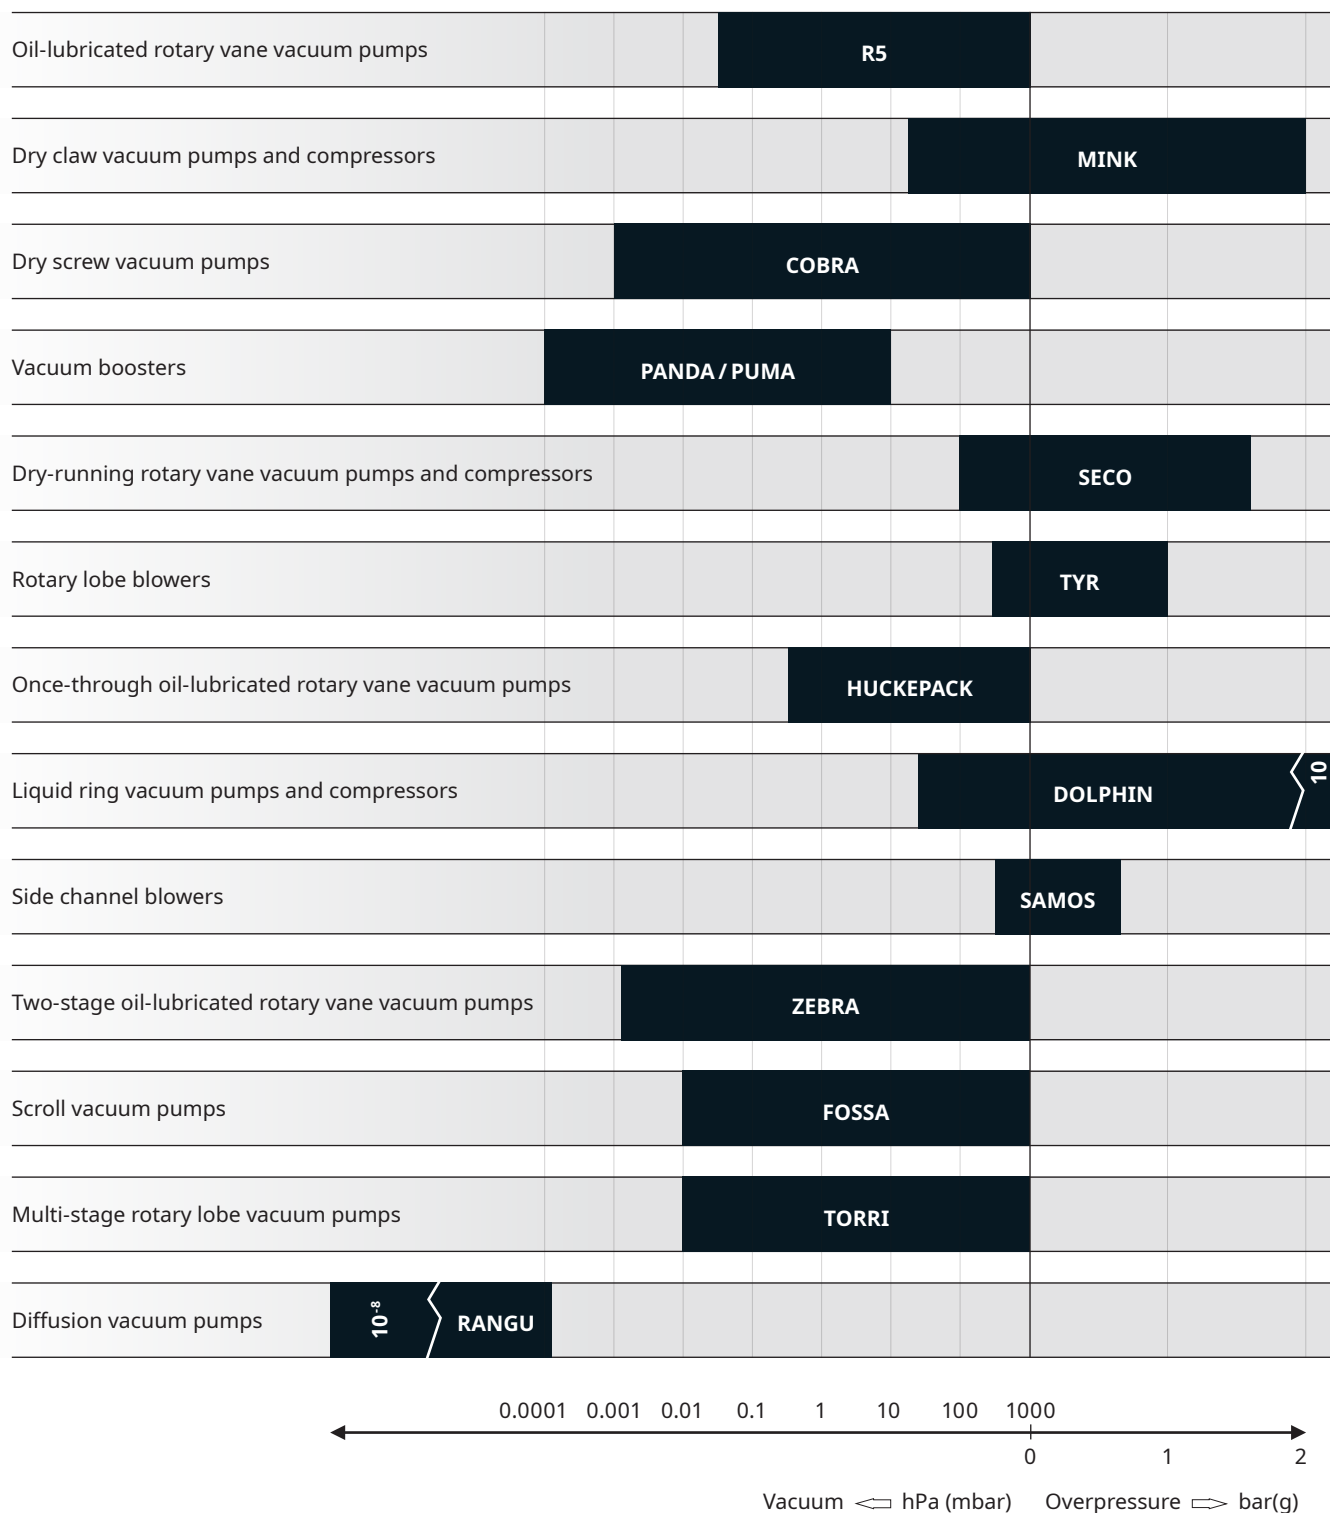 Oil-lubricated rotary vane vacuum pumps R5
Dry claw vacuum pumps and compressors MINK
Dry screw vacuum pumps COBRA
Vacuum boosters PANDA / PUMA
Dry-running rotary vane vacuum pumps and compressors SECO
Rotary lobe blowers TYR
Once-through oil-lubricated rotary vane vacuum pumps HUCKEPACK
Liquid ring vacuum pumps and compressors DOLPHIN 10
Side channel blowers SAMOS
Two-stage oil-lubricated rotary vane vacuum pumps ZEBRA
Scroll vacuum pumps FOSSA
Multi-stage rotary lobe vacuum pumps TORRI
Diffusion vacuum pumps 10⁻⁸ RANGU
0.0001 0.001 0.01 0.1 1 10 100 1000
0 1 2
Vacuum ⇦ hPa (mbar) Overpressure ⇨ bar(g)